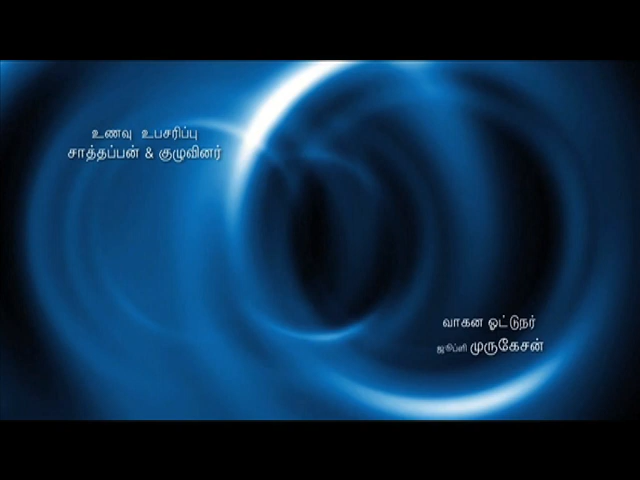 உணவு உபசரிப்பு
சாத்தப்பன் & குழுவினர்
வாகன ஓட்டுநர்
முருகேசன்